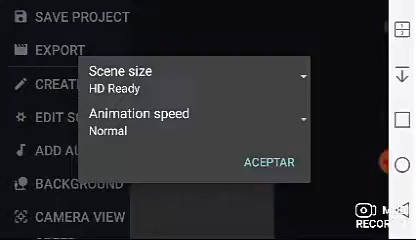 SAVE PROJECT
EXPORT
Scene size
HD Ready
CREAT
Animation speed
EDIT SC
Normal
ADD AU
ACEPTAR
BACKGROUND
CAMERA VIEW
RECOR